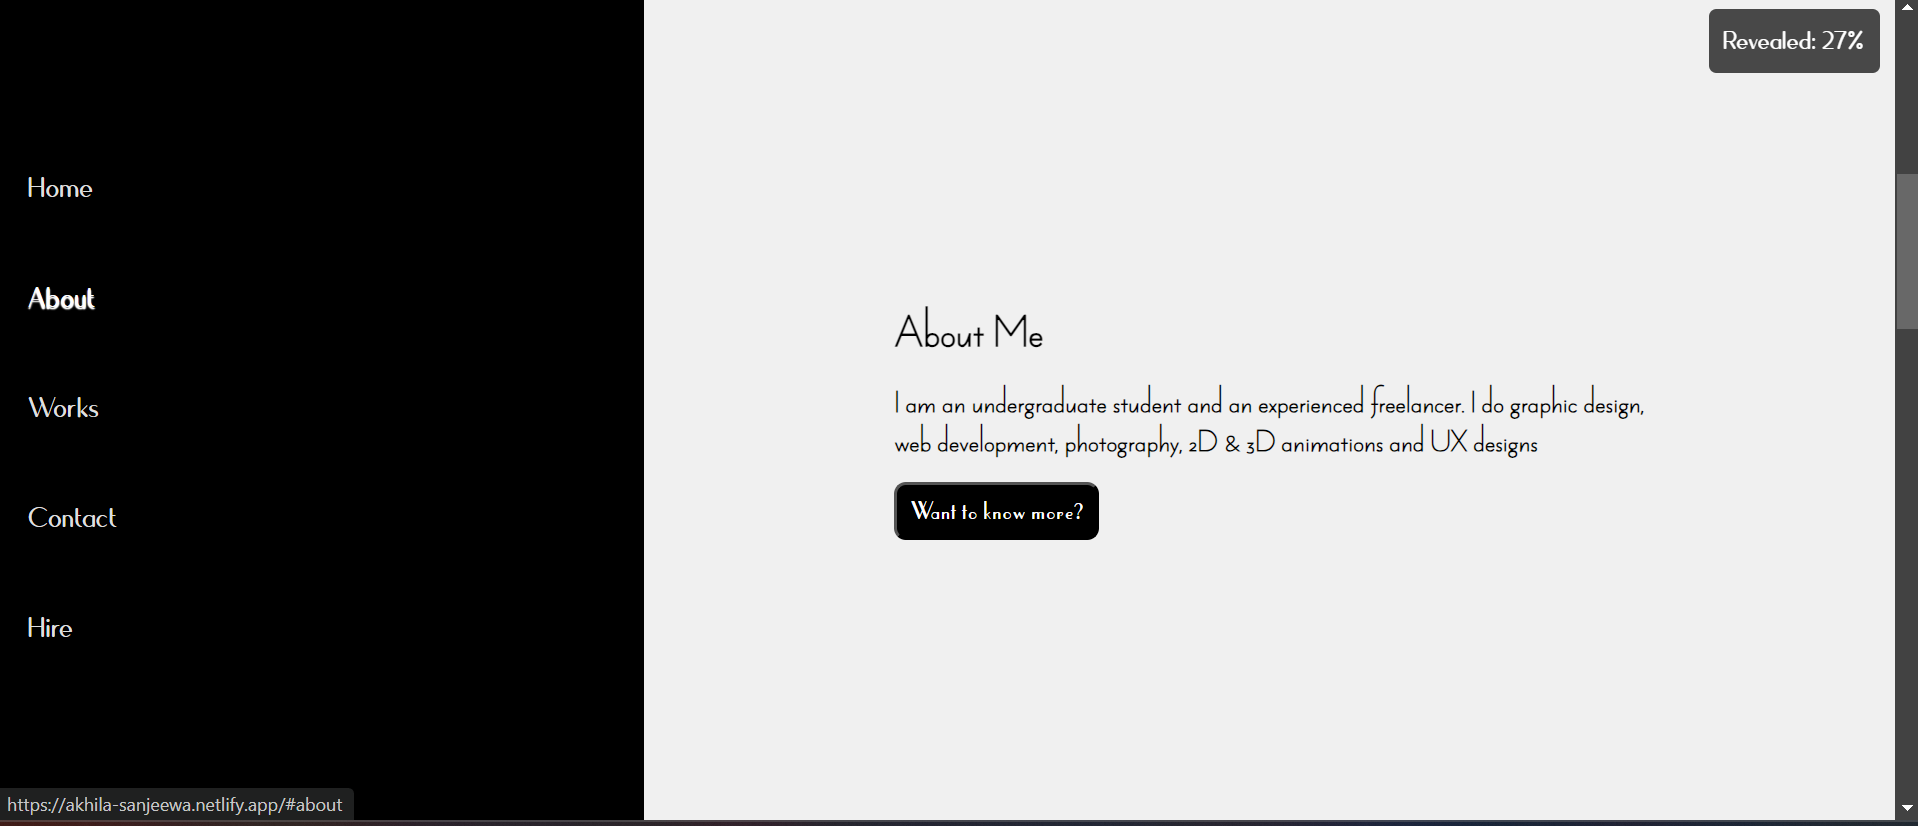 Revealed: 27%
Home
About
Works
Contact
Hire
About Me
I am an undergraduate student and an experienced freelancer. I do graphic design,
web development, photography, 2D & 3D animations and UX designs
Want to know more?
https://akhila-sanjeewa.netlify.app/#about